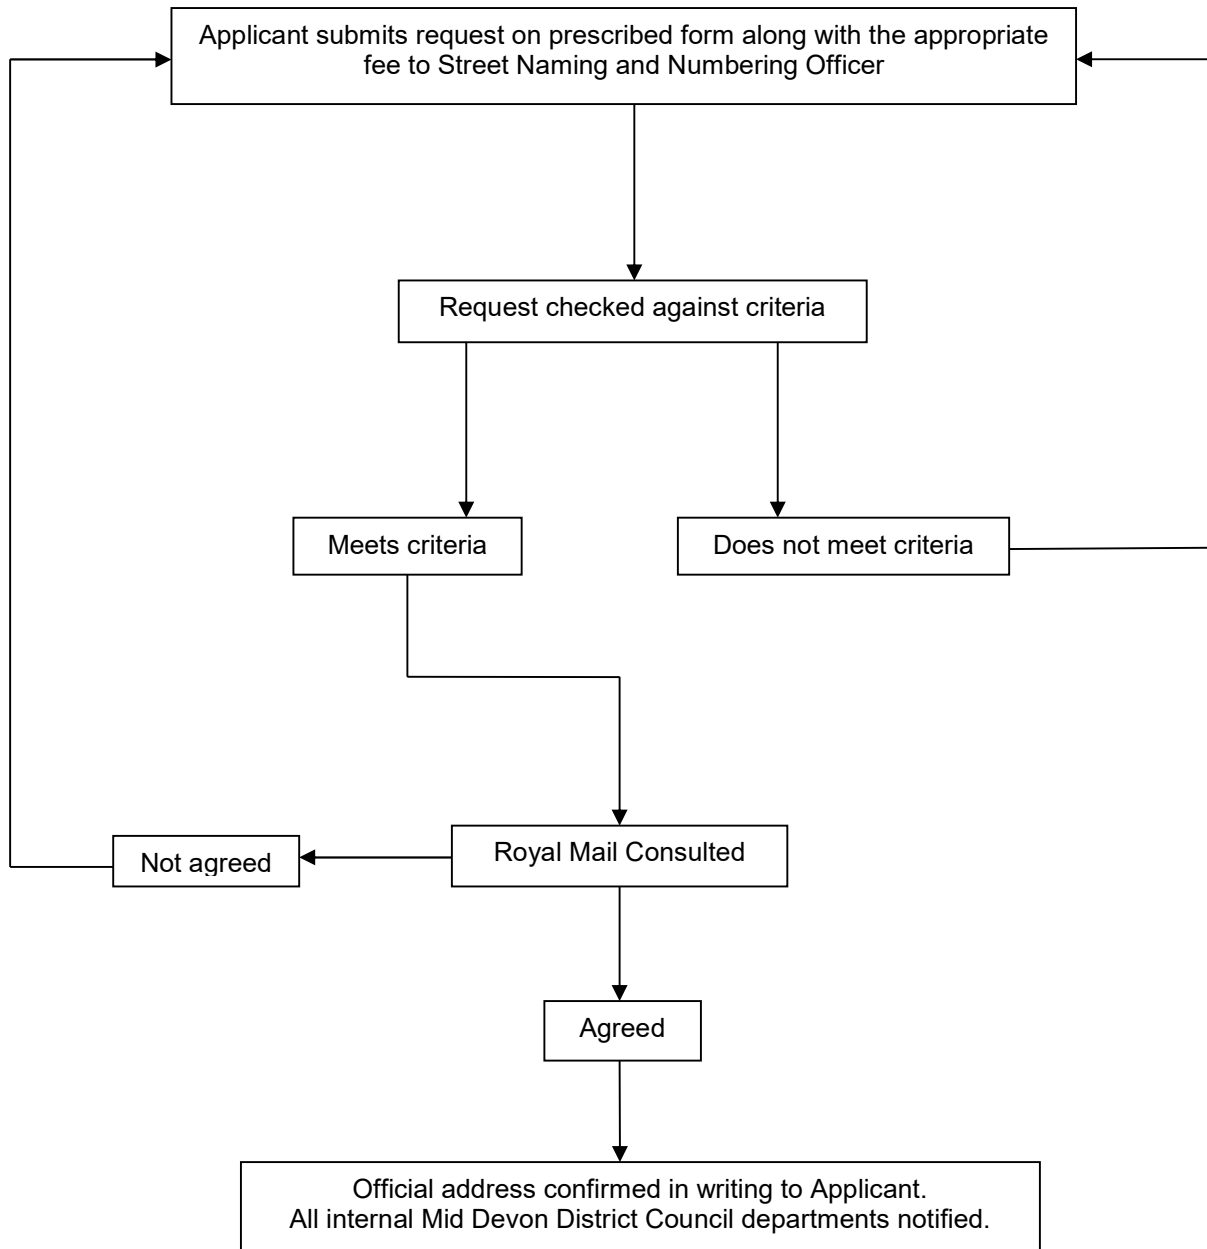 Applicant submits request on prescribed form along with the appropriate
fee to Street Naming and Numbering Officer
Request checked against criteria
Meets criteria
Does not meet criteria
Royal Mail Consulted
Not agreed
Agreed
Official address confirmed in writing to Applicant.
All internal Mid Devon District Council departments notified.